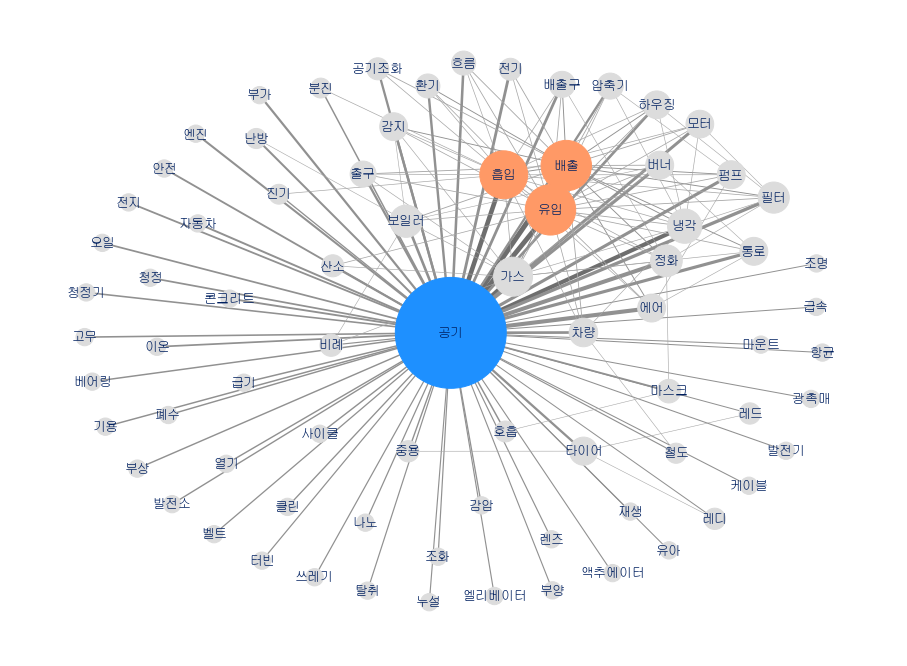 흐름
공기조화
전기
환기
배출구
압축기
분진
부가
하우징
감지
모터
엔진
난방
버너
배출
안전
출구
흡입
펌프
진기
필터
전지
유입
자동차
보일러
냉각
오일
통로
정화
조명
산소
가스
청정
청정기
콘크리트
에어
급속
공기
차량
고무
이온
비례
마운트
항균
베어링
급기
마스크
광촉매
폐수
레드
기용
사이클
호흡
중용
타이어
철도
발전기
열기
부상
케이블
발전소
클린
감압
재생
나노
레디
벨트
렌즈
유아
조화
터빈
쓰레기
액추에이터
탈취
부양
엘리베이터
누설